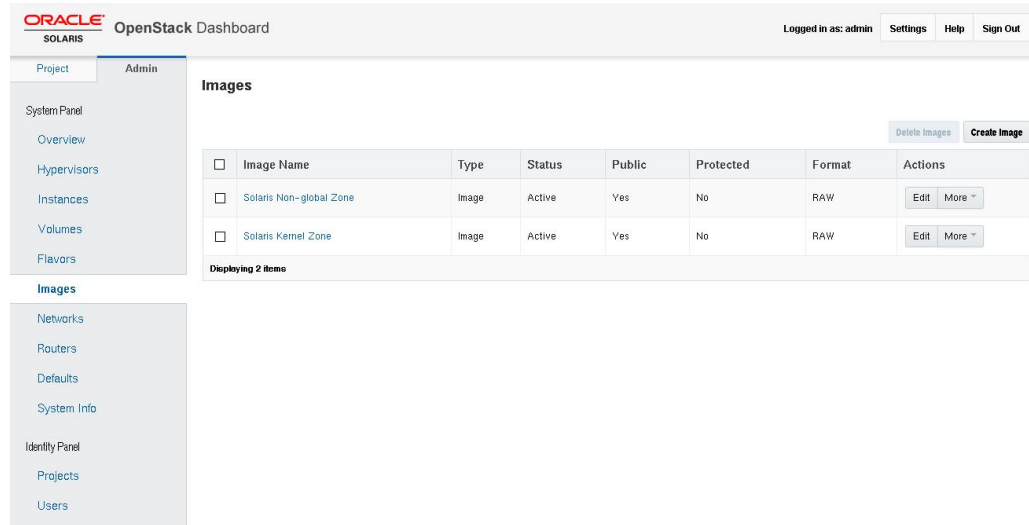 ORACLE
SOLARIS
OpenStack Dashboard
Logged in as: admin
Settings
Help
Sign Out
Project
Admin
System Panel
Overview
Hypervisors
Instances
Volumes
Flavors
Images
Networks
Routers
Defaults
System Info
Identity Panel
Projects
Users
Images
Delete Images
Create Image
Image Name Type Status Public Protected Format Actions
Solaris Non-global Zone Image Active Yes No RAW Edit More
Solaris Kernel Zone Image Active Yes No RAW Edit More
Displaying 2 items